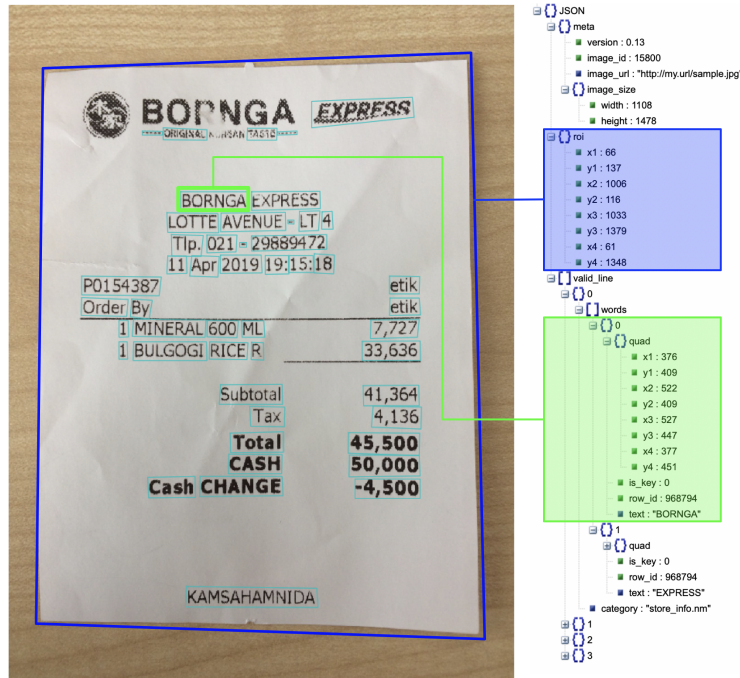 BORNGA EXPRESS
ORIGINAL KOREAN TASTE
BORNGA EXPRESS
LOTTE AVENUE - LT 4
Tlp. 021 - 29889472
11 Apr 2019 19:15:18
P0154387 etik
Order By etik
1 MINERAL 600 ML 7,727
1 BULGOGI RICE R 33,636
Subtotal 41,364
Tax 4,136
Total 45,500
CASH 50,000
Cash CHANGE -4,500
KAMSAHAMNIDA
JSON
meta
version : 0.13
image_id : 15800
image_url : "http://my.url/sample.jpg"
image_size
width : 1108
height : 1478
roi
x1 : 66
y1 : 137
x2 : 1006
y2 : 116
x3 : 1033
y3 : 1379
x4 : 61
y4 : 1348
valid_line
0
words
0
quad
x1 : 376
y1 : 409
x2 : 522
y2 : 409
x3 : 527
y3 : 447
x4 : 377
y4 : 451
is_key : 0
row_id : 968794
text : "BORNGA"
1
quad
is_key : 0
row_id : 968794
text : "EXPRESS"
category : "store_info.nm"
1
2
3